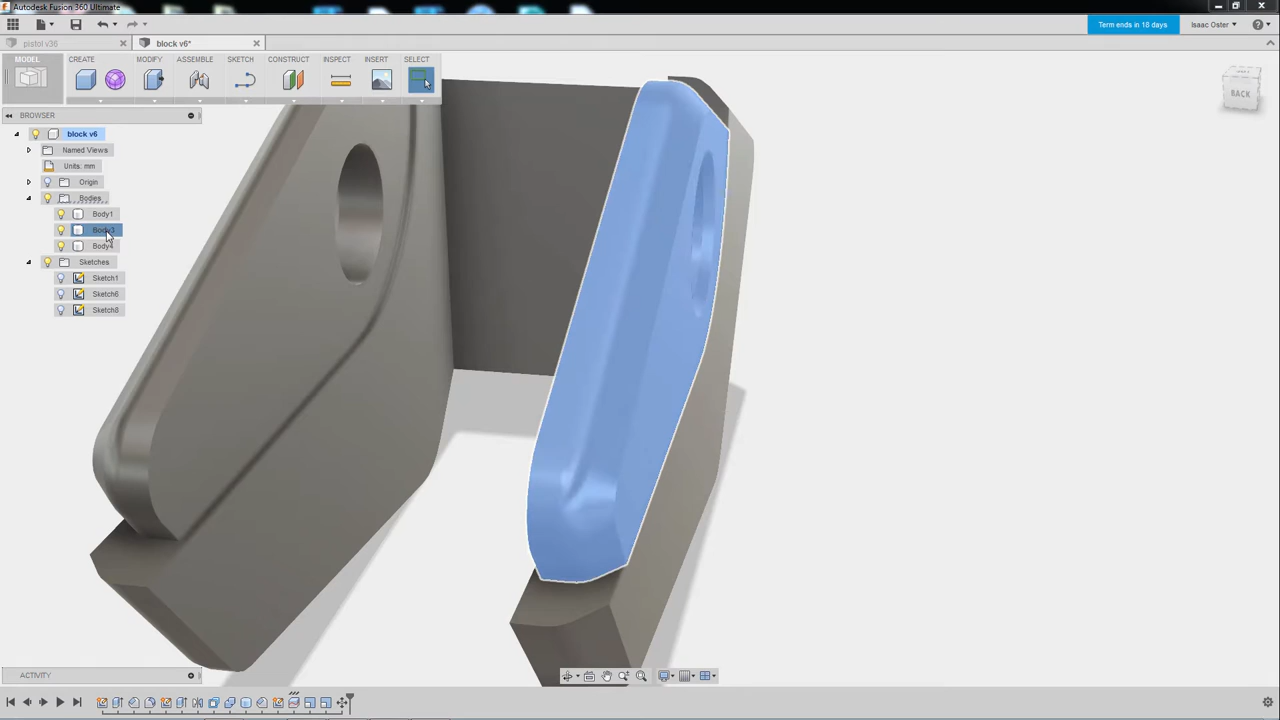 Autodesk Fusion 360 Ultimate
Term ends in 18 days
Isaac Oster
pistol v36
block v6*
MODEL
CREATE
MODIFY
ASSEMBLE
SKETCH
CONSTRUCT
INSPECT
INSERT
SELECT
BACK
BROWSER
block v6
Named Views
Units: mm
Origin
Bodies
Body1
Body3
Body4
Sketches
Sketch1
Sketch6
Sketch8
ACTIVITY